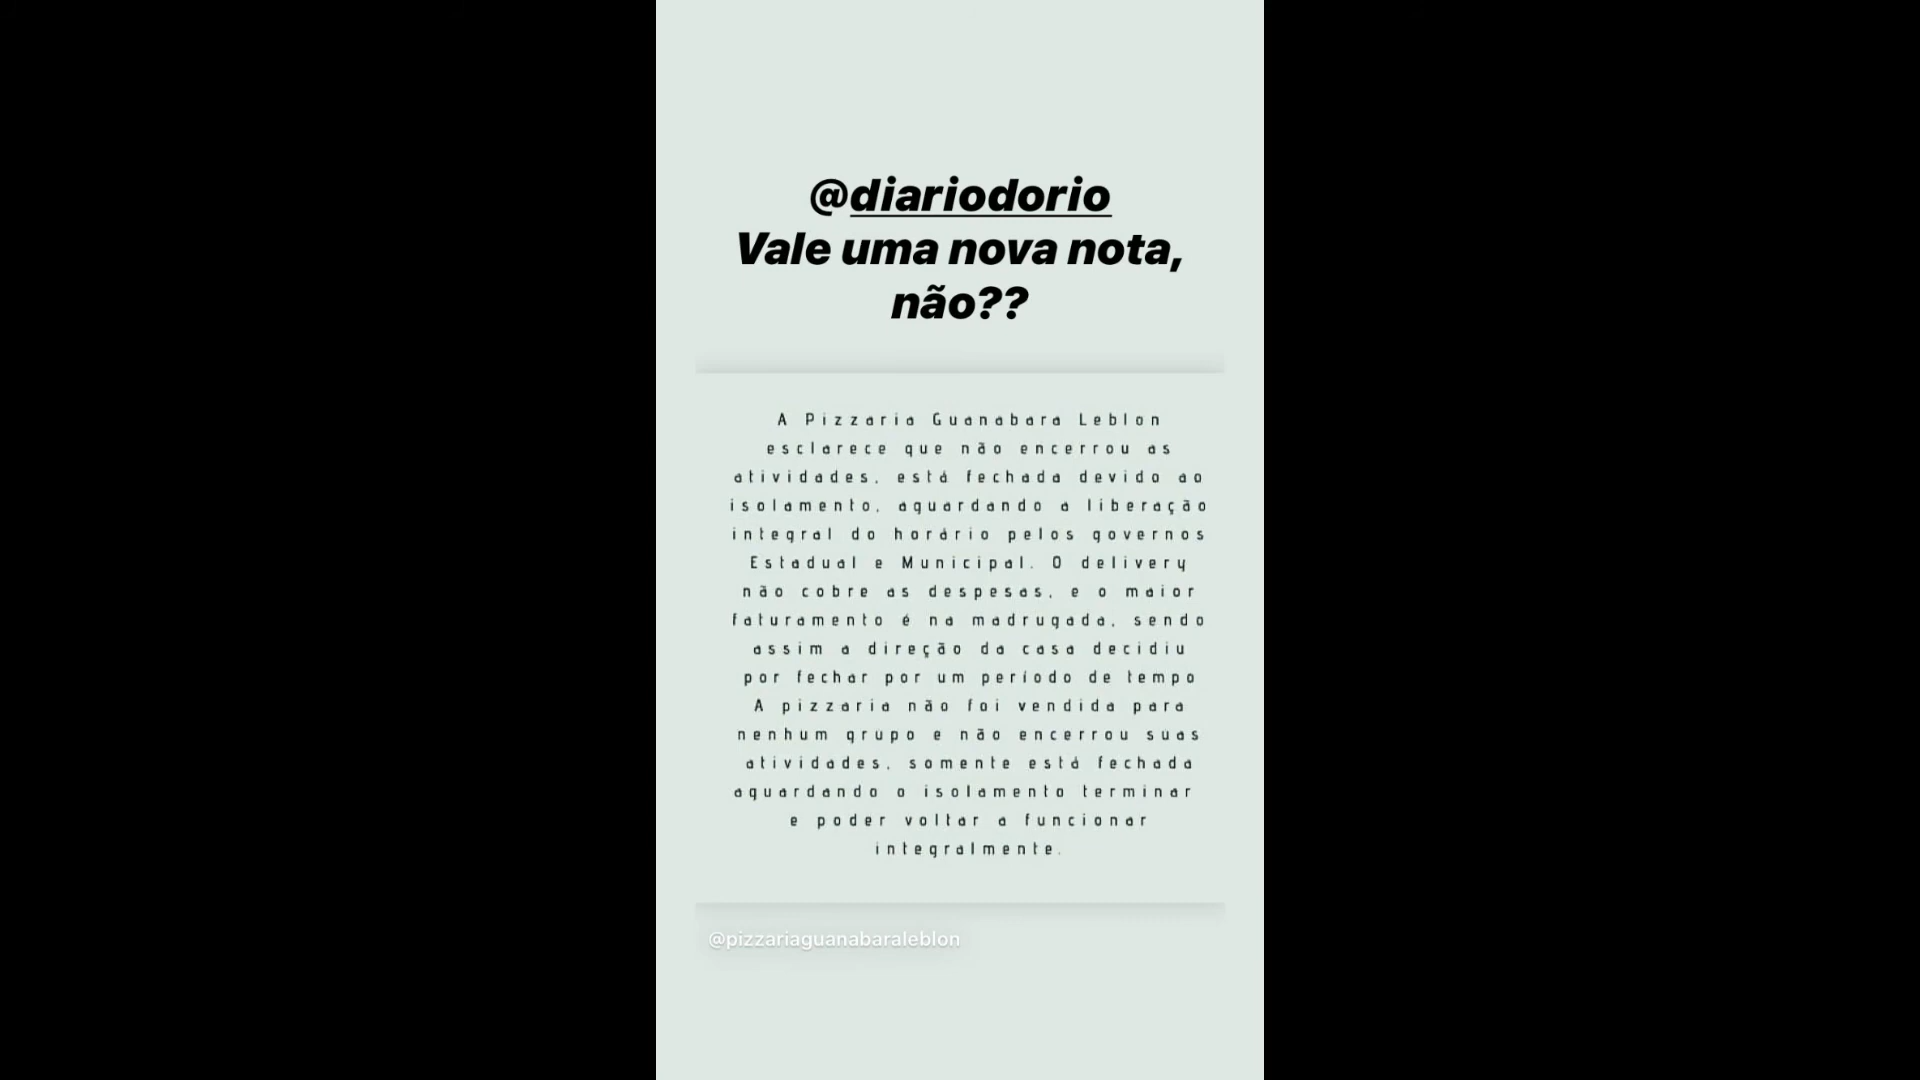 @diariodorio
Vale uma nova nota,
não??
A Pizzaria Guanabara Leblon
esclarece que não encerrou as
atividades, está fechada devido ao
isolamento, aguardando a liberação
integral do horário pelos governos
Estadual e Municipal. O delivery
não cobre as despesas, e o maior
faturamento é na madrugada, sendo
assim a direção da casa decidiu
por fechar por um período de tempo
A pizzaria não foi vendida para
nenhum grupo e não encerrou suas
atividades, somente está fechada
aguardando o isolamento terminar
e poder voltar a funcionar
integralmente.
@pizzariaguanabaraleblon